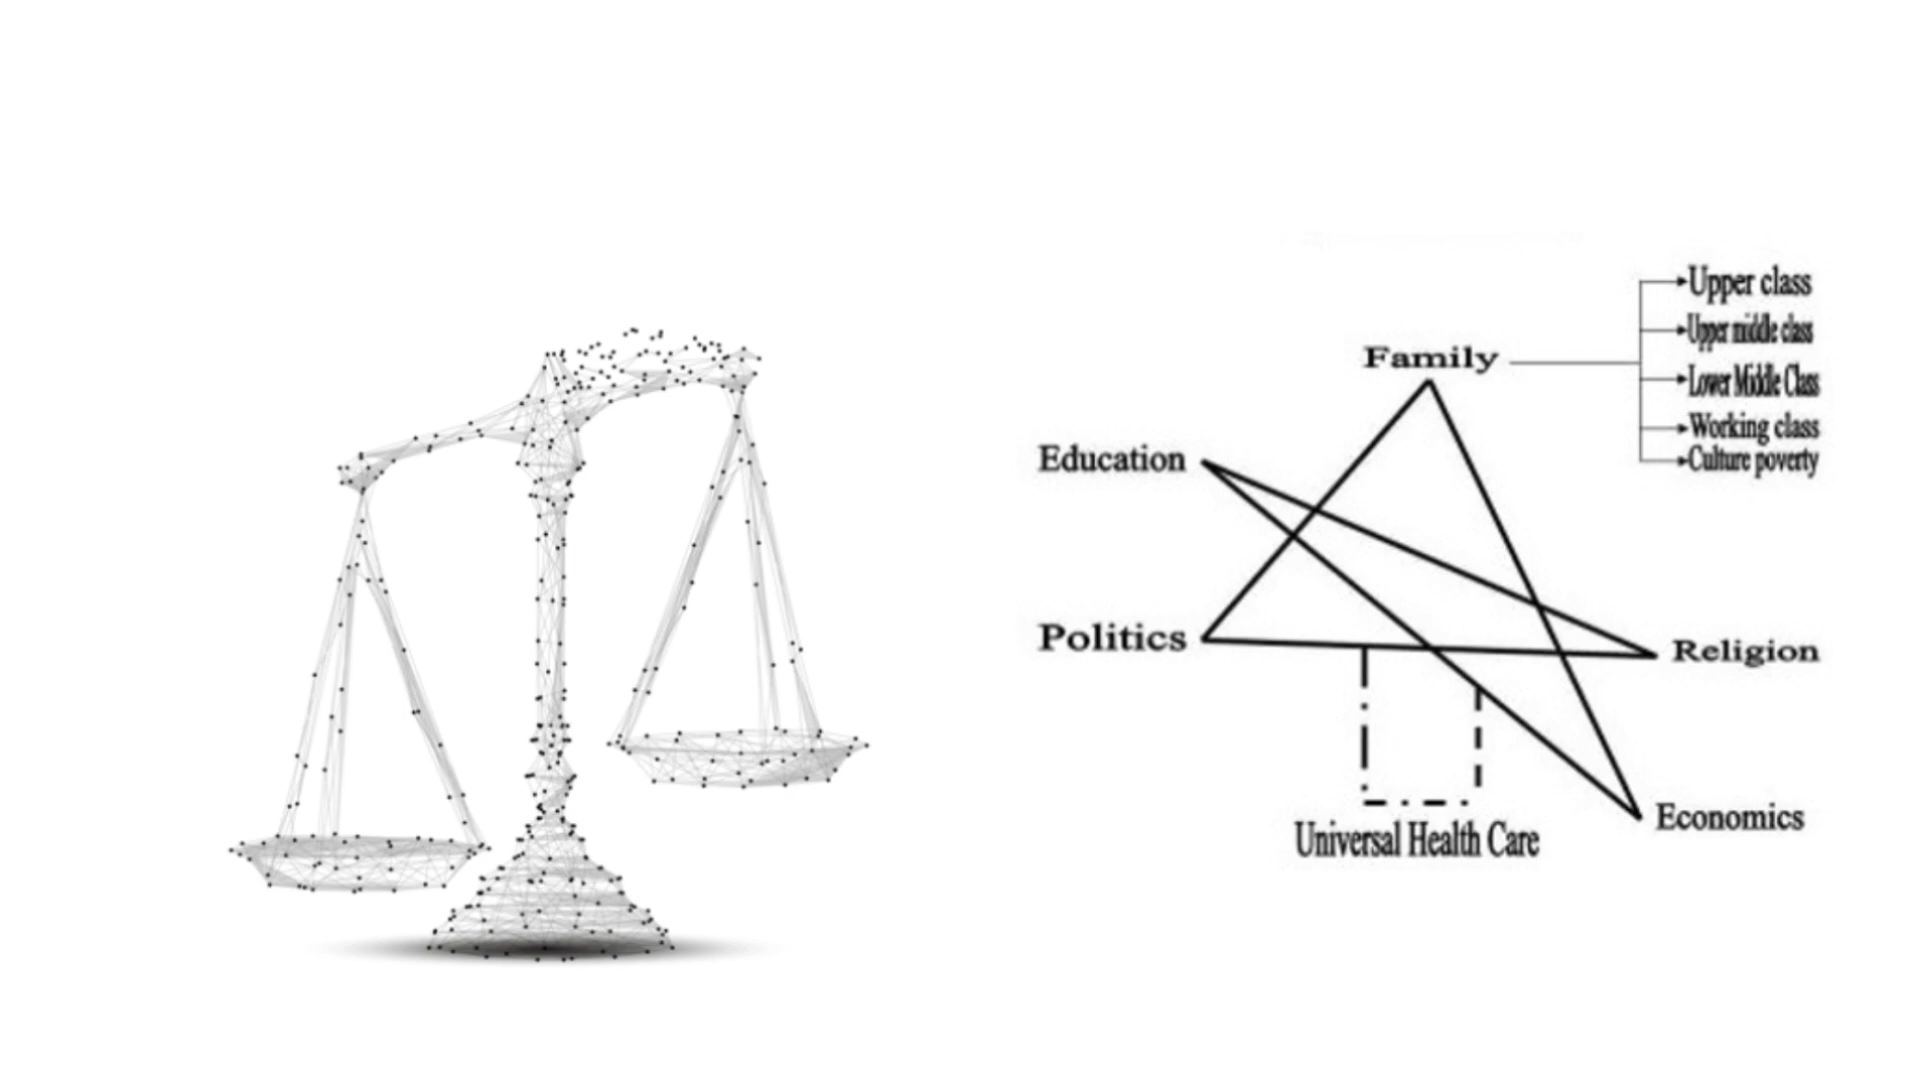 Upper class
Upper middle class
Family
Lower Middle Class
Working class
Education
Culture poverty
Politics
Religion
Economics
Universal Health Care